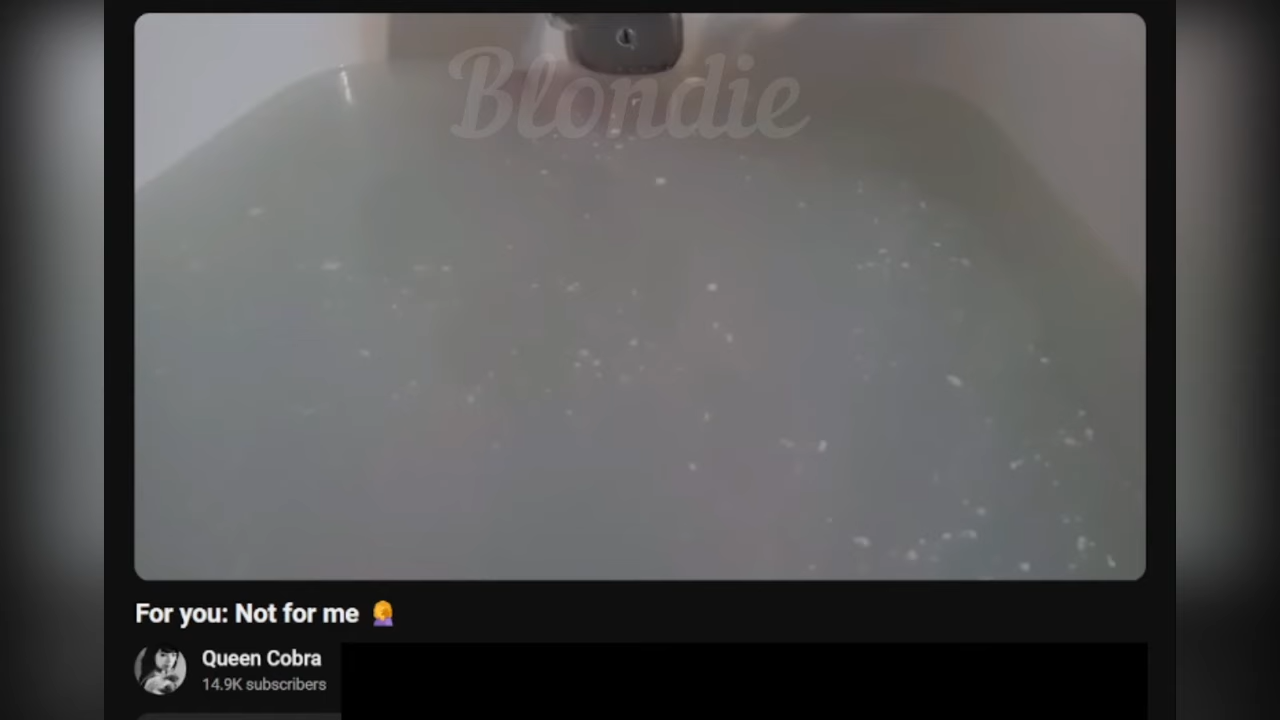 Blondie
For you: Not for me 🤦‍♀️
Queen Cobra
14.9K subscribers